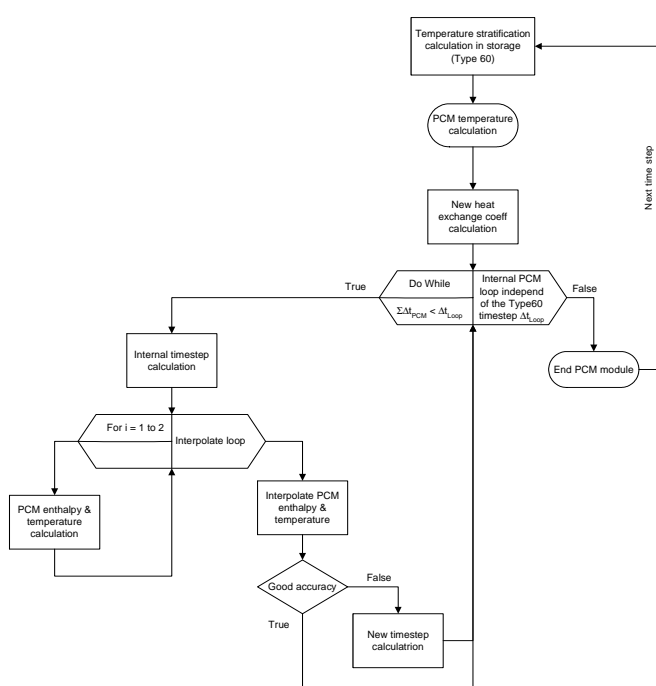 Temperature stratification
calculation in storage
(Type 60)
PCM temperature
calculation
Next time step
New heat
exchange coeff
calculation
True
Do While
ΣΔt_PCM < Δt_Loop
Internal PCM
loop independ
of the Type60
timestep Δt_Loop
False
Internal timestep
calculation
End PCM module
For i = 1 to 2
Interpolate loop
PCM enthalpy &
temperature
calculation
Interpolate PCM
enthalpy &
temperature
Good accuracy
False
True
New timestep
calculatrion